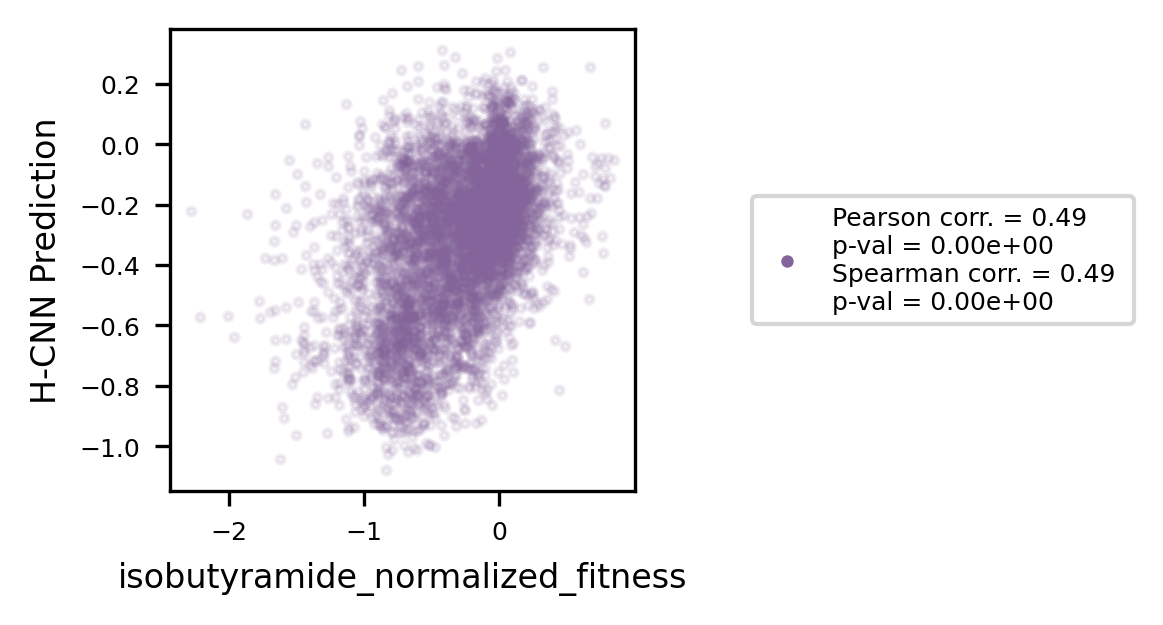 0.2
0.0
−0.2
−0.4
−0.6
−0.8
−1.0
H-CNN Prediction
−2 −1 0
isobutyramide_normalized_fitness
Pearson corr. = 0.49
p-val = 0.00e+00
Spearman corr. = 0.49
p-val = 0.00e+00